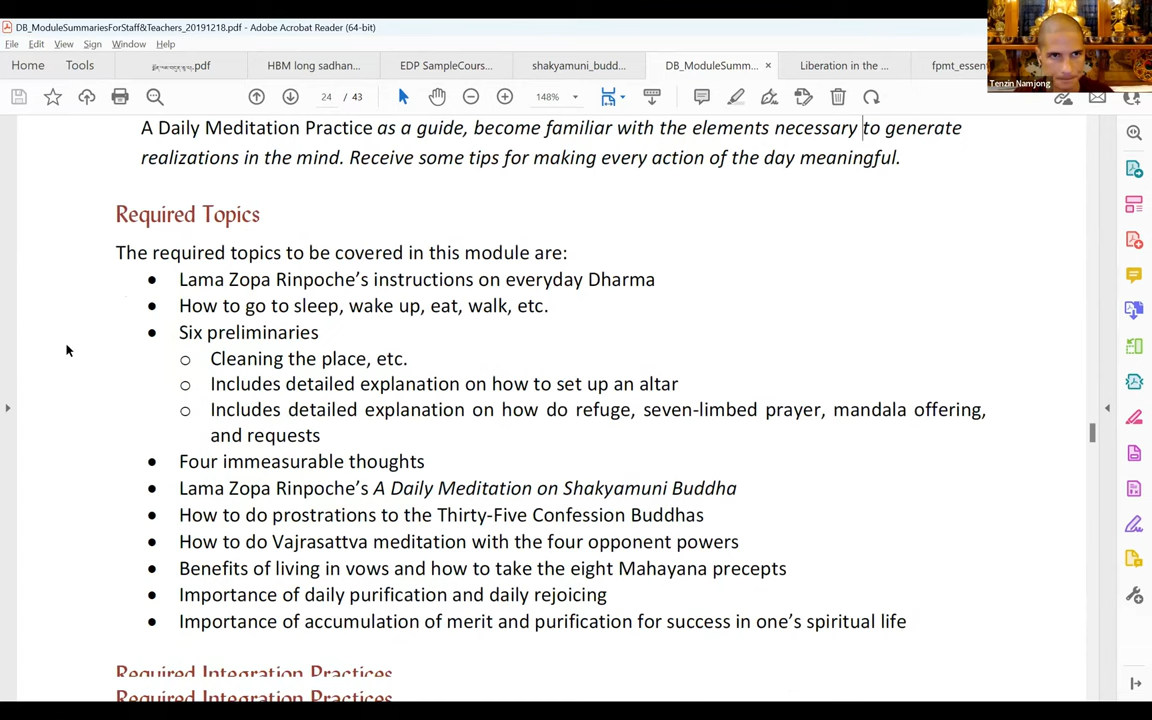 DB_ModuleSummariesForStaff&Teachers_20191218.pdf - Adobe Acrobat Reader (64-bit)
File Edit View Sign Window Help
Home Tools .pdf HBM long sadhan... EDP SampleCours... shakyamuni_budd... DB_ModuleSumm... × Liberation in the ... fpmt_essen
Tenzin Namjong
24 / 43 148%
A Daily Meditation Practice as a guide, become familiar with the elements necessary to generate
realizations in the mind. Receive some tips for making every action of the day meaningful.
Required Topics
The required topics to be covered in this module are:
• Lama Zopa Rinpoche’s instructions on everyday Dharma
• How to go to sleep, wake up, eat, walk, etc.
• Six preliminaries
o Cleaning the place, etc.
o Includes detailed explanation on how to set up an altar
o Includes detailed explanation on how do refuge, seven-limbed prayer, mandala offering,
and requests
• Four immeasurable thoughts
• Lama Zopa Rinpoche’s A Daily Meditation on Shakyamuni Buddha
• How to do prostrations to the Thirty-Five Confession Buddhas
• How to do Vajrasattva meditation with the four opponent powers
• Benefits of living in vows and how to take the eight Mahayana precepts
• Importance of daily purification and daily rejoicing
• Importance of accumulation of merit and purification for success in one’s spiritual life
Required Integration Practices
Required Integration Practices